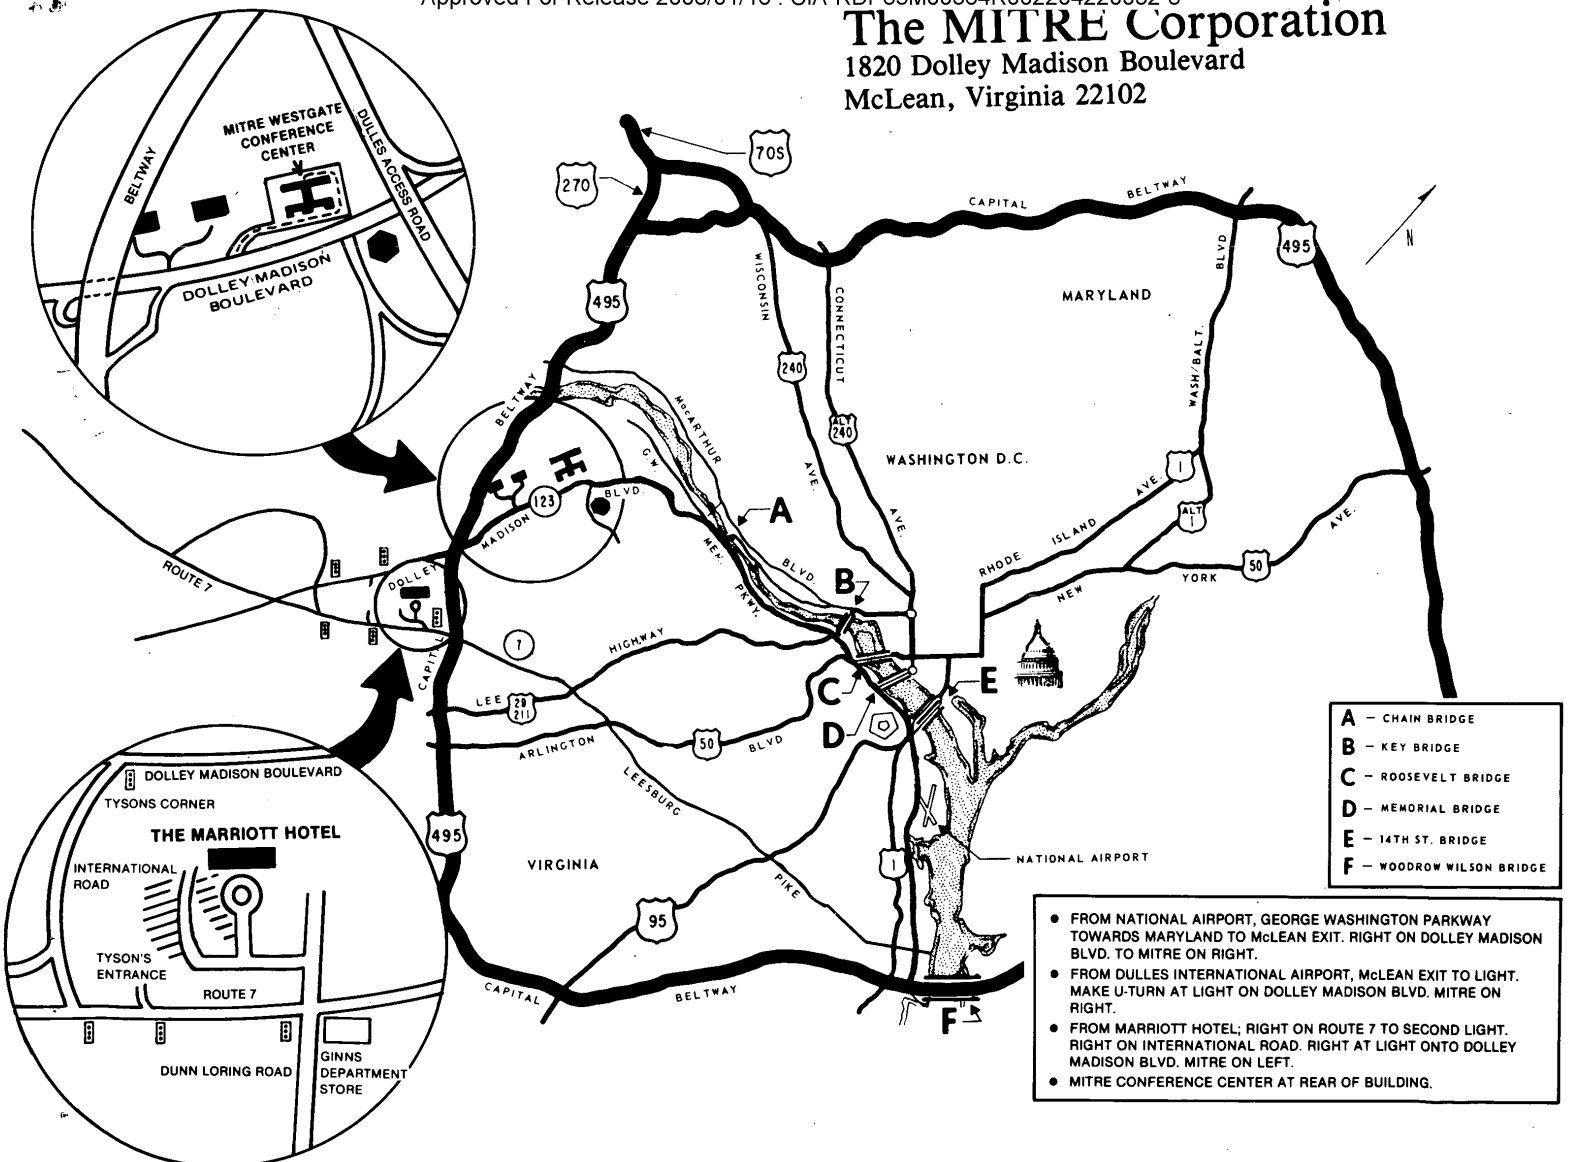 The MITRE Corporation
1820 Dolley Madison Boulevard
McLean, Virginia 22102
MITRE WESTGATE
CONFERENCE
CENTER
BELTWAY
DULLES ACCESS ROAD
DOLLEY MADISON
BOULEVARD
70S
270
CAPITAL
BELTWAY
N
495
495
BLVD
WISCONSIN
CONNECTICUT
MARYLAND
WASH/BALT.
240
ALT
240
BELTWAY
MacARTHUR
G.W.
WASHINGTON D.C.
AVE.
AVE.
1
ALT
1
AVE.
ISLAND
RHODE
AVE.
50
YORK
NEW
123
BLVD.
MADISON
DOLLEY
A
MEM.
PKWY.
BLVD.
B
ROUTE 7
7
HIGHWAY
LEE
29
211
CAPITAL
C
D
E
ARLINGTON
50
BLVD
LEESBURG
PIKE
495
VIRGINIA
1
NATIONAL AIRPORT
95
CAPITAL
BELTWAY
F
DOLLEY MADISON BOULEVARD
TYSONS CORNER
THE MARRIOTT HOTEL
INTERNATIONAL
ROAD
TYSON'S
ENTRANCE
ROUTE 7
DUNN LORING ROAD
GINNS
DEPARTMENT
STORE
A – CHAIN BRIDGE
B – KEY BRIDGE
C – ROOSEVELT BRIDGE
D – MEMORIAL BRIDGE
E – 14TH ST. BRIDGE
F – WOODROW WILSON BRIDGE
● FROM NATIONAL AIRPORT, GEORGE WASHINGTON PARKWAY
TOWARDS MARYLAND TO McLEAN EXIT. RIGHT ON DOLLEY MADISON
BLVD. TO MITRE ON RIGHT.
● FROM DULLES INTERNATIONAL AIRPORT, McLEAN EXIT TO LIGHT.
MAKE U-TURN AT LIGHT ON DOLLEY MADISON BLVD. MITRE ON
RIGHT.
● FROM MARRIOTT HOTEL; RIGHT ON ROUTE 7 TO SECOND LIGHT.
RIGHT ON INTERNATIONAL ROAD. RIGHT AT LIGHT ONTO DOLLEY
MADISON BLVD. MITRE ON LEFT.
● MITRE CONFERENCE CENTER AT REAR OF BUILDING.